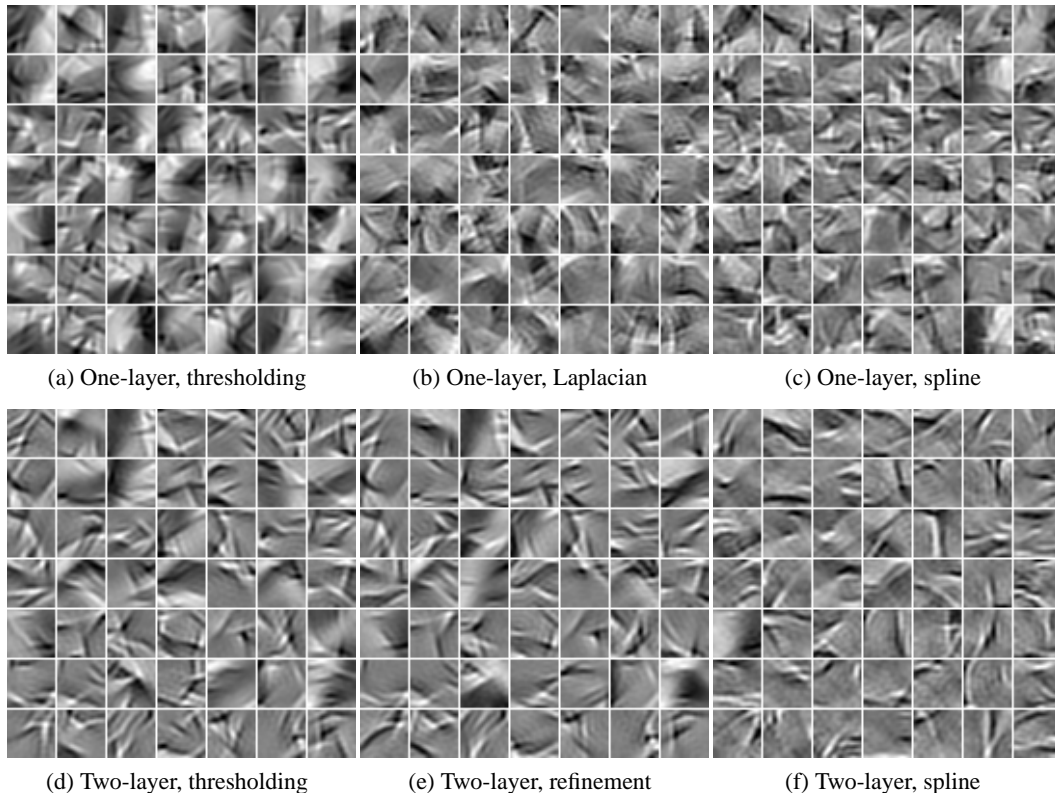 (a) One-layer, thresholding
(b) One-layer, Laplacian
(c) One-layer, spline
(d) Two-layer, thresholding
(e) Two-layer, refinement
(f) Two-layer, spline